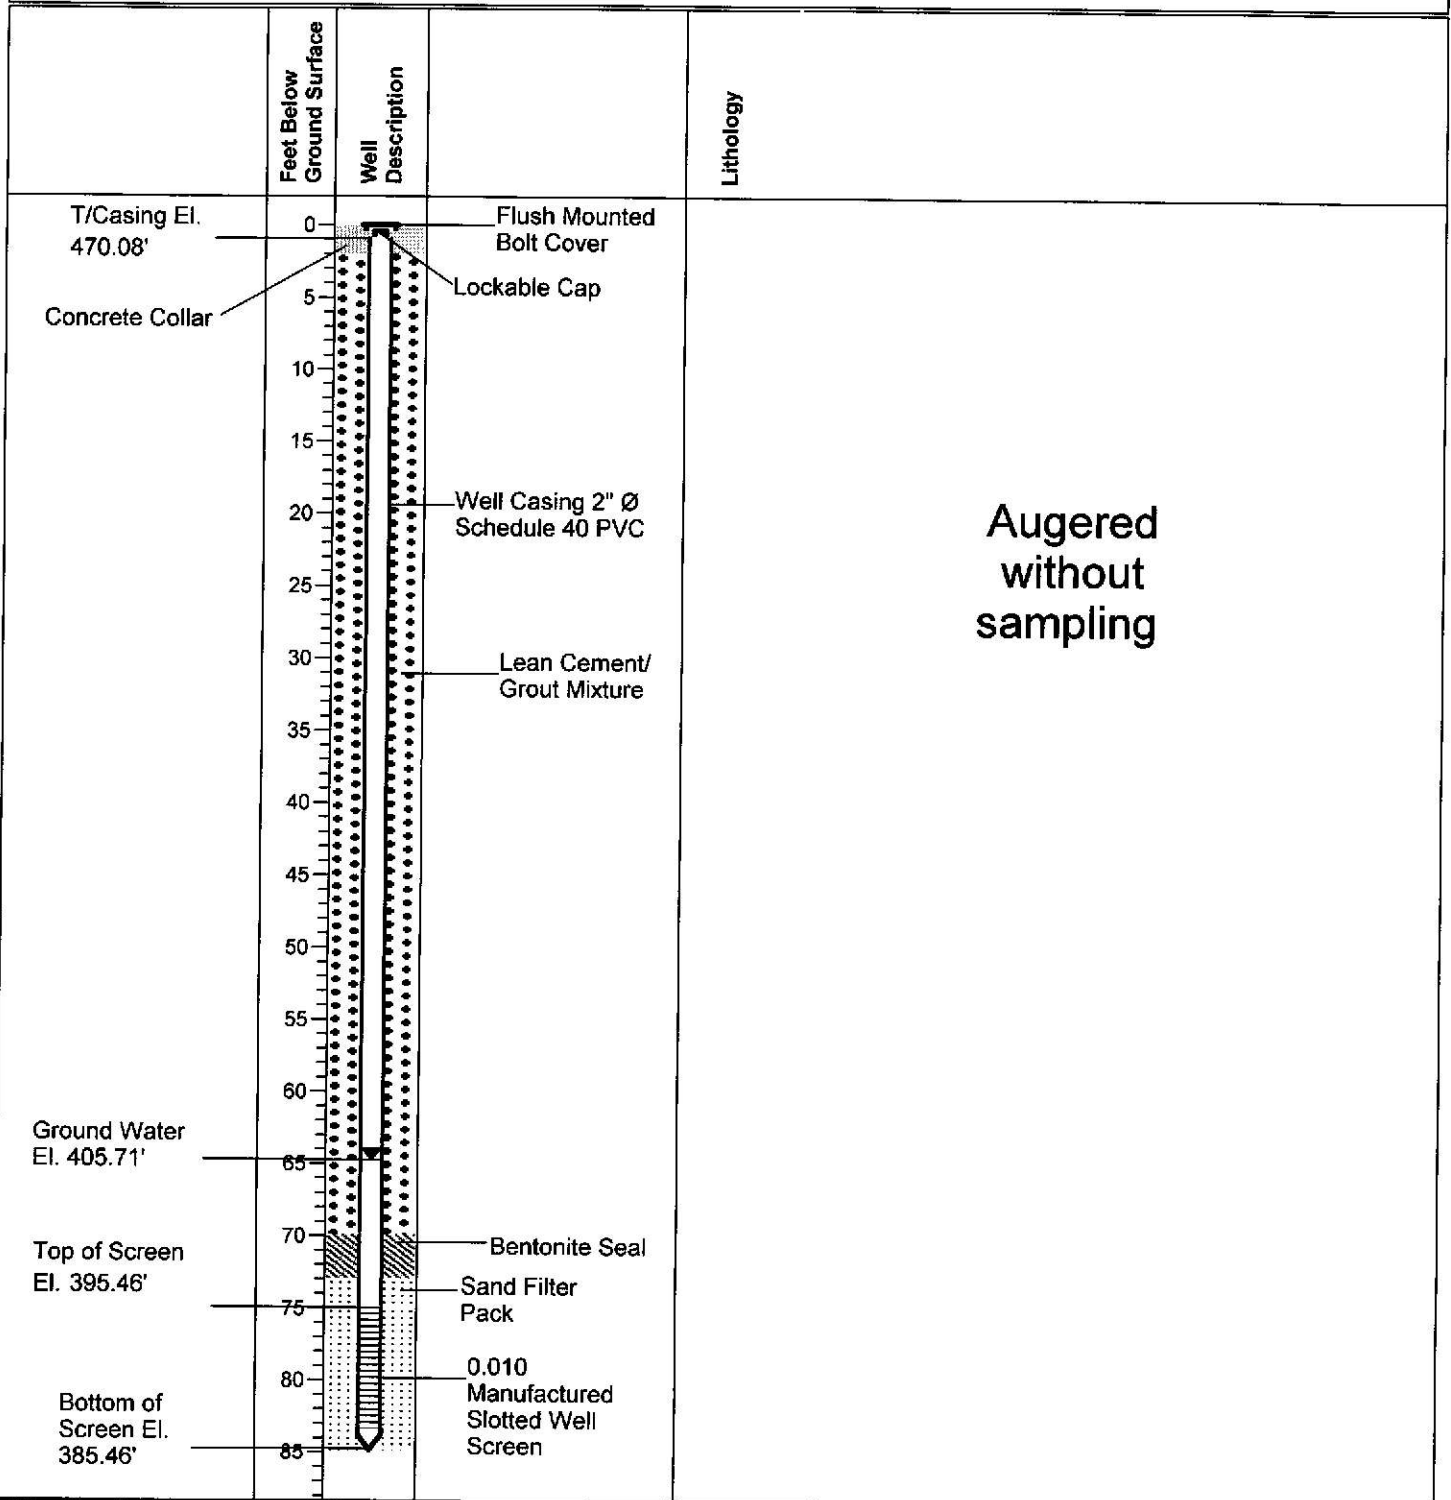 Feet Below
Ground Surface
Well
Description
Lithology
T/Casing El.
470.08'
Concrete Collar
Flush Mounted
Bolt Cover
Lockable Cap
0
5
10
15
20
25
30
35
40
45
50
55
60
65
70
75
80
85
Well Casing 2" Ø
Schedule 40 PVC
Augered
without
sampling
Lean Cement/
Grout Mixture
Ground Water
El. 405.71'
Top of Screen
El. 395.46'
Bentonite Seal
Sand Filter
Pack
0.010
Manufactured
Slotted Well
Screen
Bottom of
Screen El.
385.46'